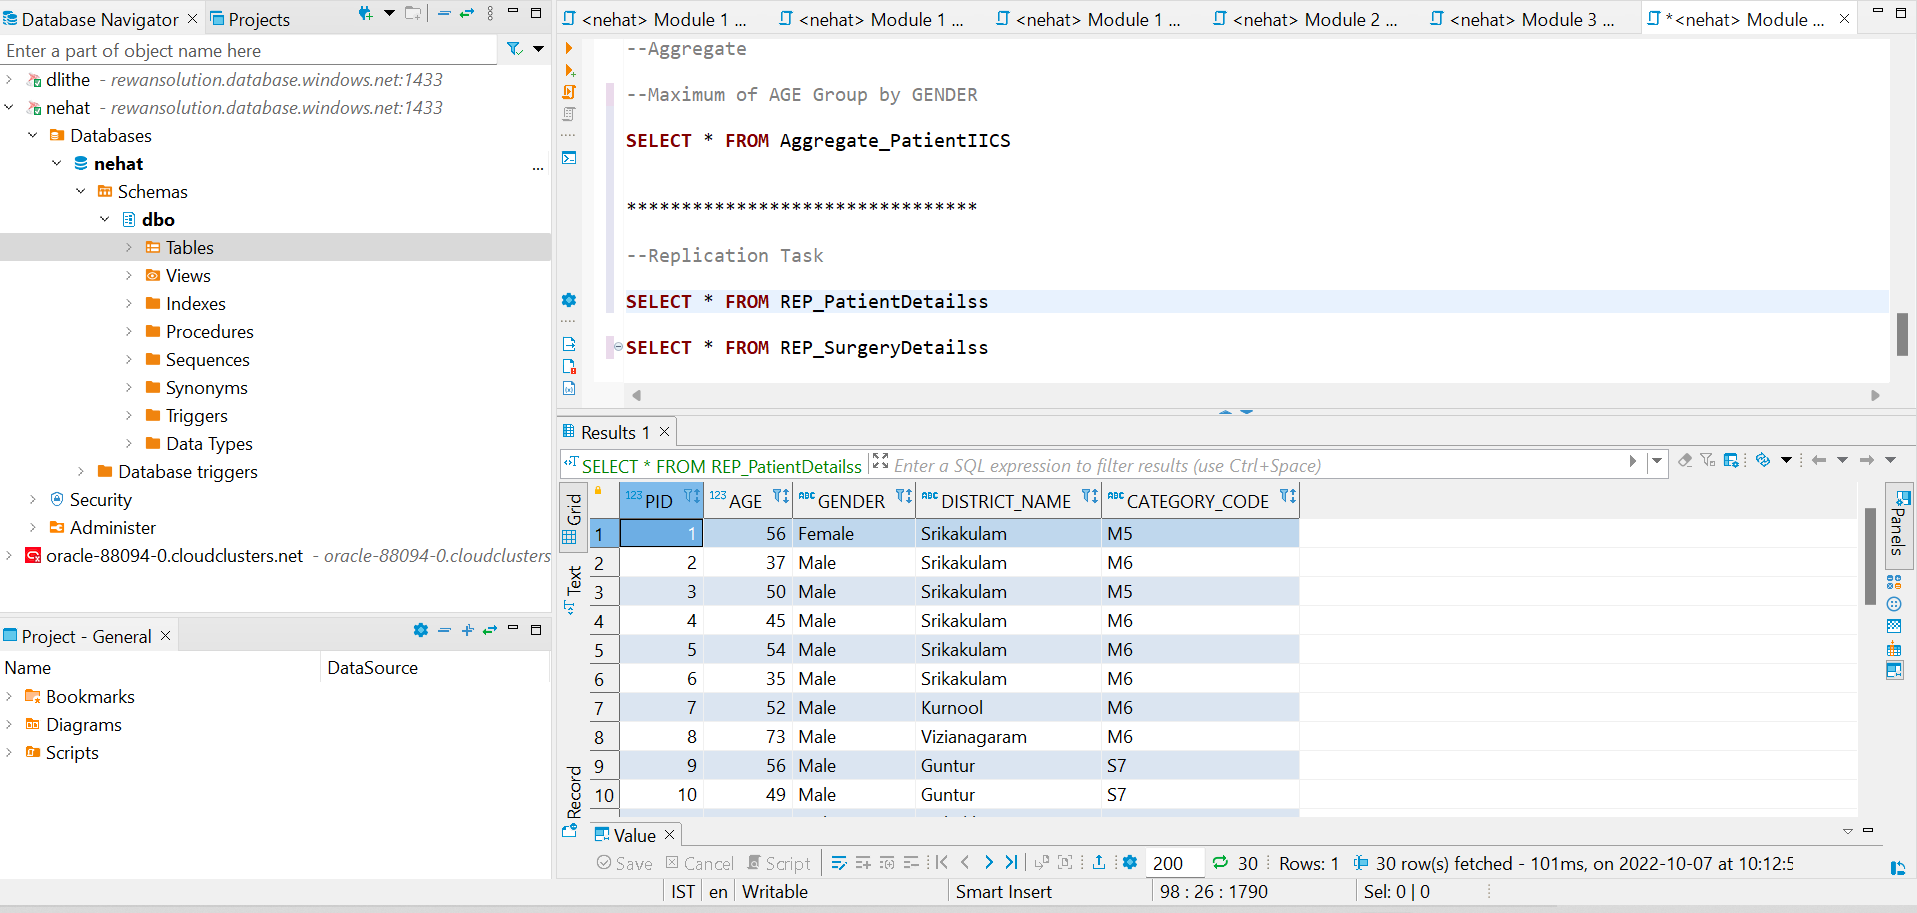 Database Navigator
Projects
Enter a part of object name here
dlithe - rewansolution.database.windows.net:1433
nehat - rewansolution.database.windows.net:1433
Databases
nehat
...
Schemas
dbo
Tables
Views
Indexes
Procedures
Sequences
Synonyms
Triggers
Data Types
Database triggers
Security
Administer
oracle-88094-0.cloudclusters.net - oracle-88094-0.cloudclusters
Project - General
Name DataSource
Bookmarks
Diagrams
Scripts
<nehat> Module 1 ... <nehat> Module 1 ... <nehat> Module 1 ... <nehat> Module 2 ... <nehat> Module 3 ... *<nehat> Module ...
--Aggregate
--Maximum of AGE Group by GENDER
SELECT * FROM Aggregate_PatientIICS
********************************
--Replication Task
SELECT * FROM REP_PatientDetailss
SELECT * FROM REP_SurgeryDetailss
Results 1
SELECT * FROM REP_PatientDetailss Enter a SQL expression to filter results (use Ctrl+Space)
Grid
Text
Record
Panels
123 PID 123 AGE ABC GENDER ABC DISTRICT_NAME ABC CATEGORY_CODE
1 1 56 Female Srikakulam M5
2 2 37 Male Srikakulam M6
3 3 50 Male Srikakulam M5
4 4 45 Male Srikakulam M6
5 5 54 Male Srikakulam M6
6 6 35 Male Srikakulam M6
7 7 52 Male Kurnool M6
8 8 73 Male Vizianagaram M6
9 9 56 Male Guntur S7
10 10 49 Male Guntur S7
Value
Save Cancel Script 200 30 Rows: 1 30 row(s) fetched - 101ms, on 2022-10-07 at 10:12:5
IST en Writable Smart Insert 98 : 26 : 1790 Sel: 0 | 0